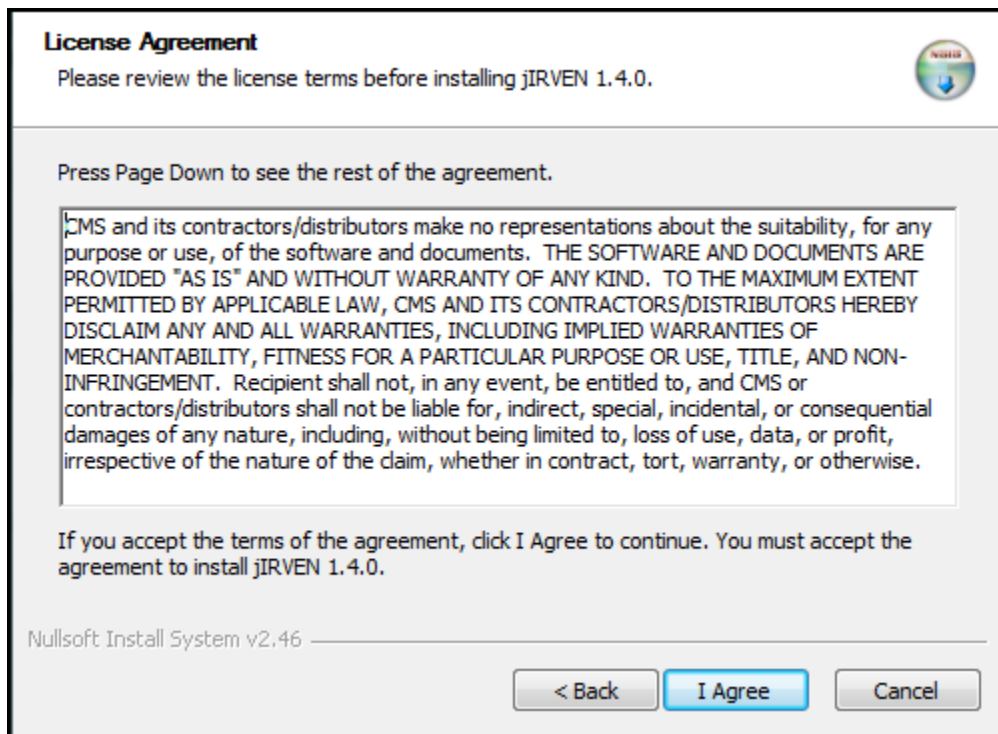 License Agreement
Please review the license terms before installing jIRVEN 1.4.0.
NSIS
Press Page Down to see the rest of the agreement.
CMS and its contractors/distributors make no representations about the suitability, for any
purpose or use, of the software and documents.  THE SOFTWARE AND DOCUMENTS ARE
PROVIDED "AS IS" AND WITHOUT WARRANTY OF ANY KIND.  TO THE MAXIMUM EXTENT
PERMITTED BY APPLICABLE LAW, CMS AND ITS CONTRACTORS/DISTRIBUTORS HEREBY
DISCLAIM ANY AND ALL WARRANTIES, INCLUDING IMPLIED WARRANTIES OF
MERCHANTABILITY, FITNESS FOR A PARTICULAR PURPOSE OR USE, TITLE, AND NON-
INFRINGEMENT.  Recipient shall not, in any event, be entitled to, and CMS or
contractors/distributors shall not be liable for, indirect, special, incidental, or consequential
damages of any nature, including, without being limited to, loss of use, data, or profit,
irrespective of the nature of the claim, whether in contract, tort, warranty, or otherwise.
If you accept the terms of the agreement, click I Agree to continue. You must accept the
agreement to install jIRVEN 1.4.0.
Nullsoft Install System v2.46
< Back
I Agree
Cancel